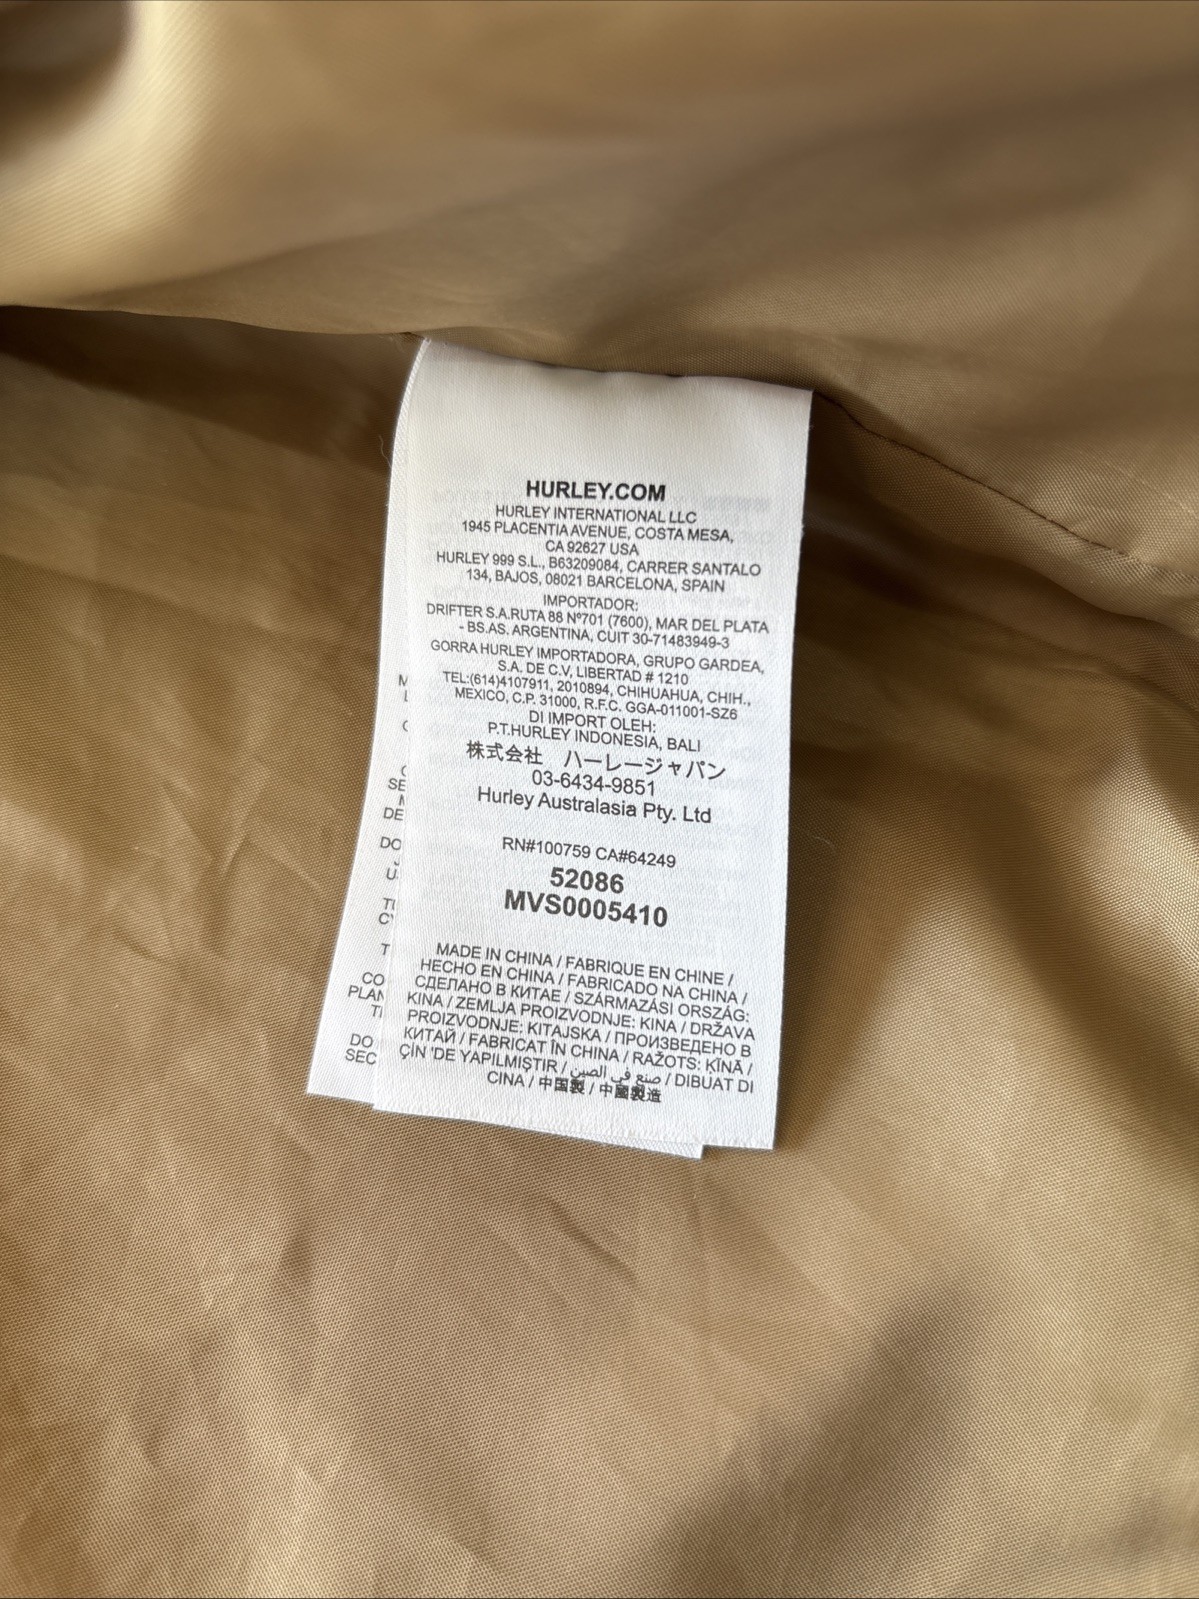 HURLEY.COM
HURLEY INTERNATIONAL LLC
1945 PLACENTIA AVENUE, COSTA MESA,
CA 92627 USA
HURLEY 999 S.L., B63209084, CARRER SANTALO
134, BAJOS, 08021 BARCELONA, SPAIN
IMPORTADOR:
DRIFTER S.A.RUTA 88 Nº701 (7600), MAR DEL PLATA
- BS.AS. ARGENTINA, CUIT 30-71483949-3
GORRA HURLEY IMPORTADORA, GRUPO GARDEA,
S.A. DE C.V, LIBERTAD # 1210
TEL:(614)4107911, 2010894, CHIHUAHUA, CHIH.,
MEXICO, C.P. 31000, R.F.C. GGA-011001-SZ6
DI IMPORT OLEH:
P.T.HURLEY INDONESIA, BALI
株式会社 ハーレージャパン
03-6434-9851
Hurley Australasia Pty. Ltd
RN#100759 CA#64249
52086
MVS0005410
MADE IN CHINA / FABRIQUE EN CHINE /
HECHO EN CHINA / FABRICADO NA CHINA /
СДЕЛАНО В КИТАЕ / SZÁRMAZÁSI ORSZÁG:
KINA / ZEMLJA PROIZVODNJE: KINA / DRŽAVA
PROIZVODNJE: KITAJSKA / ПРОИЗВЕДЕНО В
КИТАЙ / FABRICAT ÎN CHINA / RAŽOTS: ĶĪNĀ /
ÇİN 'DE YAPILMIŞTIR / صنع في الصين / DIBUAT DI
CINA / 中国製 / 中國製造